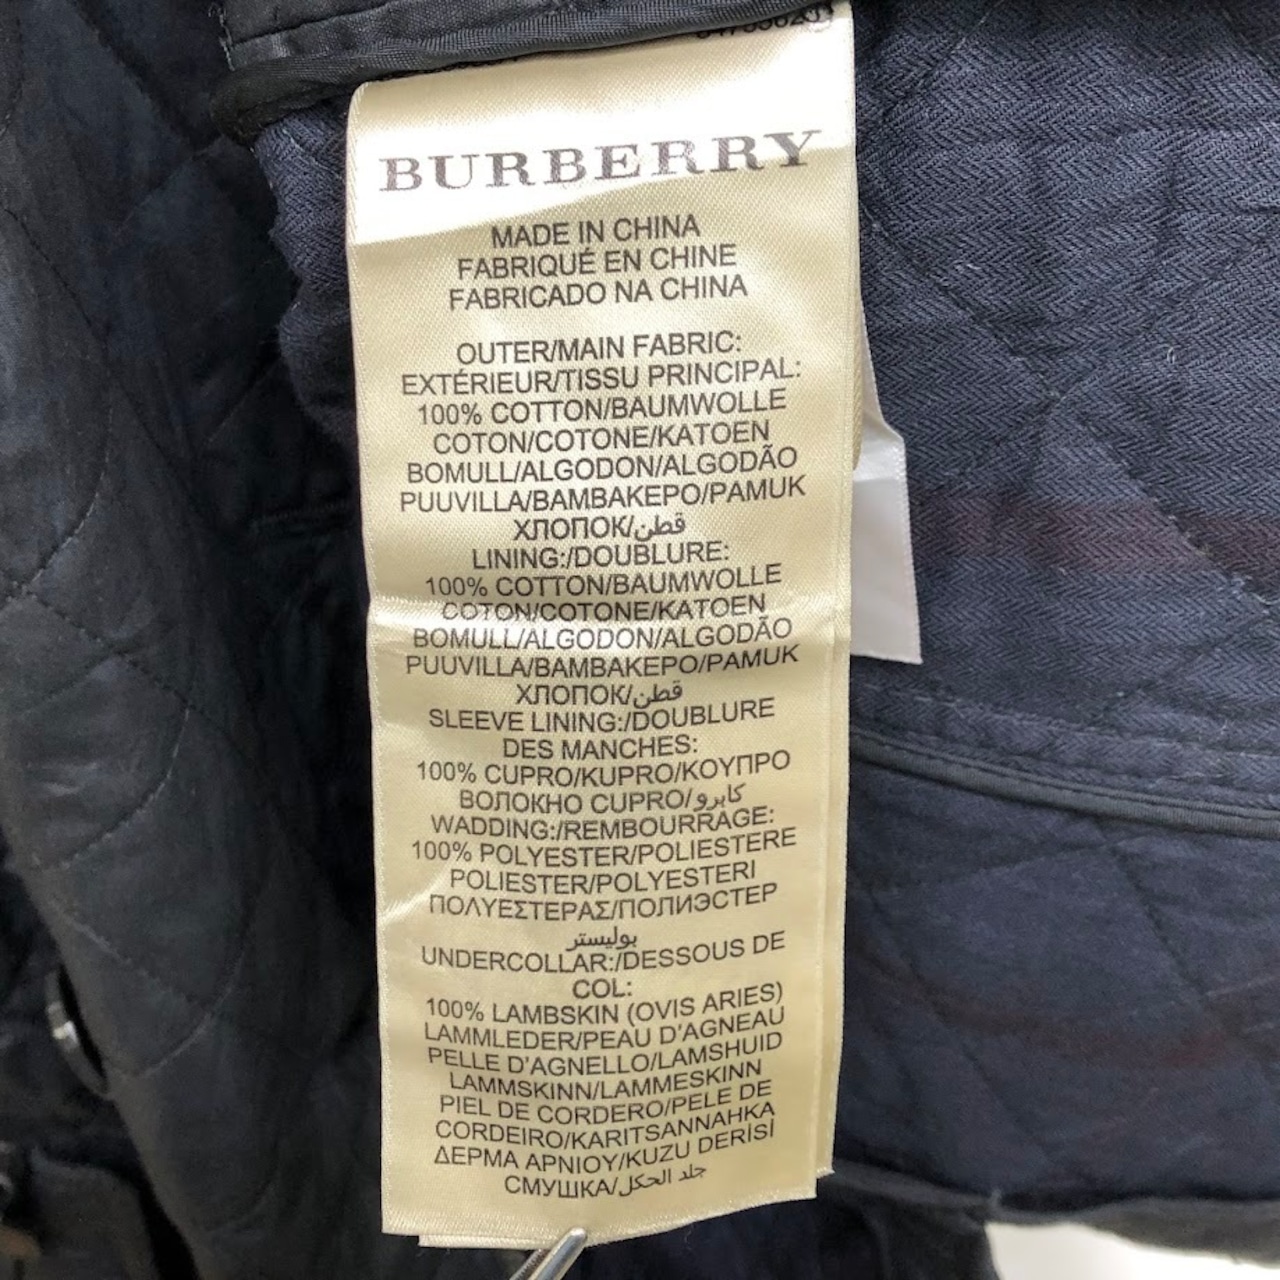 BURBERRY
MADE IN CHINA
FABRIQUÉ EN CHINE
FABRICADO NA CHINA
OUTER/MAIN FABRIC:
EXTÉRIEUR/TISSU PRINCIPAL:
100% COTTON/BAUMWOLLE
COTON/COTONE/KATOEN
BOMULL/ALGODON/ALGODÃO
PUUVILLA/ΒΑΜΒΑΚΕΡΟ/PAMUK
ХЛОПОК/قطن
LINING:/DOUBLURE:
100% COTTON/BAUMWOLLE
COTON/COTONE/KATOEN
BOMULL/ALGODON/ALGODÃO
PUUVILLA/ΒΑΜΒΑΚΕΡΟ/PAMUK
ХЛОПОК/قطن
SLEEVE LINING:/DOUBLURE
DES MANCHES:
100% CUPRO/KUPRO/ΚΟΥΠΡΟ
ВОЛОКНО CUPRO/كابرو
WADDING:/REMBOURRAGE:
100% POLYESTER/POLIESTERE
POLIESTER/POLYESTERI
ΠΟΛΥΕΣΤΕΡΑΣ/ПОЛИЭСТЕР
بوليستر
UNDERCOLLAR:/DESSOUS DE
COL:
100% LAMBSKIN (OVIS ARIES)
LAMMLEDER/PEAU D'AGNEAU
PELLE D'AGNELLO/LAMSHUID
LAMMSKINN/LAMMESKINN
PIEL DE CORDERO/PELE DE
CORDEIRO/KARITSANNAHKA
ΔΕΡΜΑ ΑΡΝΙΟΥ/KUZU DERİSİ
СМУШКА/جلد الحكل